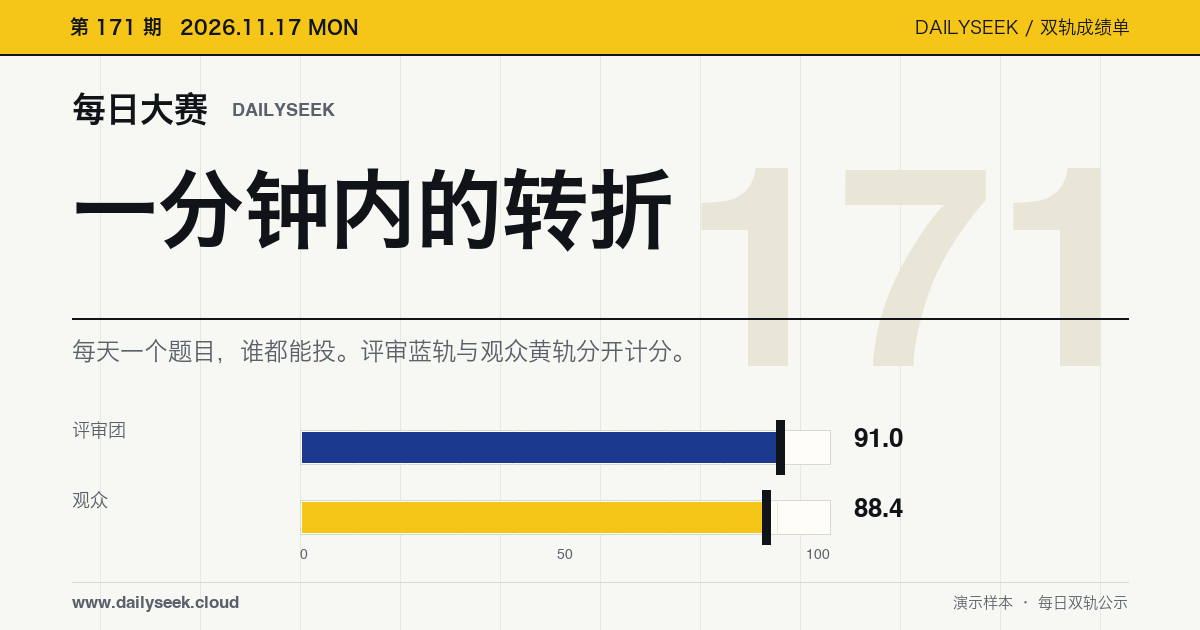 第 171 期 2026.11.17 MON
DAILYSEEK / 双轨成绩单
每日大赛 DAILYSEEK
一分钟内的转折
171
每天一个题目，谁都能投。评审蓝轨与观众黄轨分开计分。
评审团 91.0
观众 88.4
0 50 100
www.dailyseek.cloud
演示样本 · 每日双轨公示